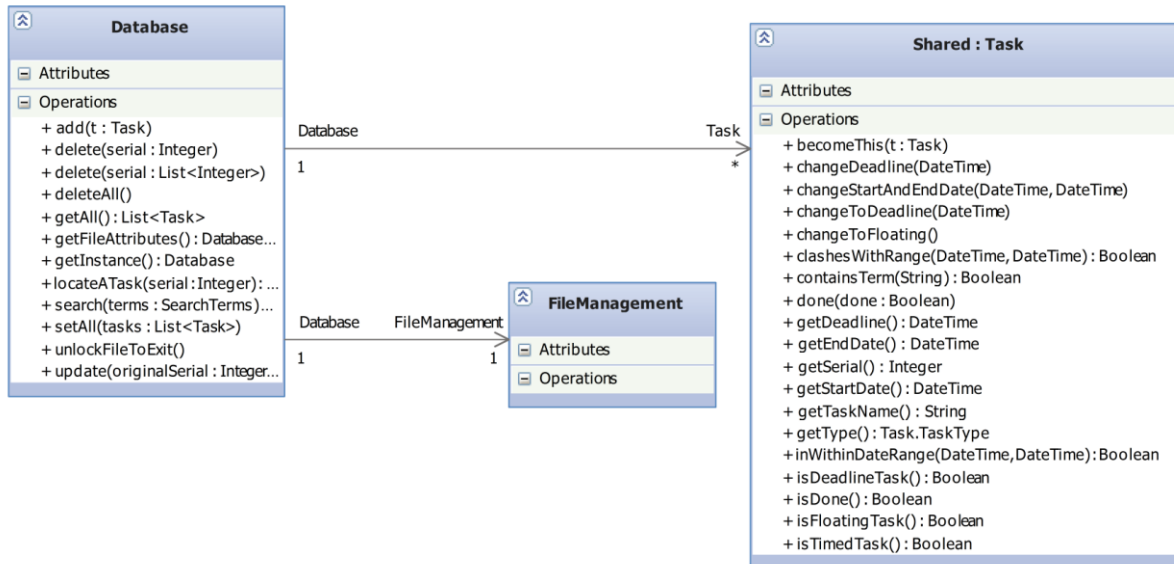 Database
Attributes
Operations
+ add(t : Task)
+ delete(serial : Integer)
+ delete(serial : List<Integer>)
+ deleteAll()
+ getAll() : List<Task>
+ getFileAttributes() : Database...
+ getInstance() : Database
+ locateATask(serial:Integer) : ...
+ search(terms : SearchTerms)...
+ setAll(tasks : List<Task>)
+ unlockFileToExit()
+ update(originalSerial : Integer...
Database
Task
1
*
Database
FileManagement
1
1
FileManagement
Attributes
Operations
Shared : Task
Attributes
Operations
+ becomeThis(t : Task)
+ changeDeadline(DateTime)
+ changeStartAndEndDate(DateTime, DateTime)
+ changeToDeadline(DateTime)
+ changeToFloating()
+ clashesWithRange(DateTime, DateTime) : Boolean
+ containsTerm(String) : Boolean
+ done(done : Boolean)
+ getDeadline() : DateTime
+ getEndDate() : DateTime
+ getSerial() : Integer
+ getStartDate() : DateTime
+ getTaskName() : String
+ getType() : Task.TaskType
+ inWithinDateRange(DateTime,DateTime):Boolean
+ isDeadlineTask() : Boolean
+ isDone() : Boolean
+ isFloatingTask() : Boolean
+ isTimedTask() : Boolean